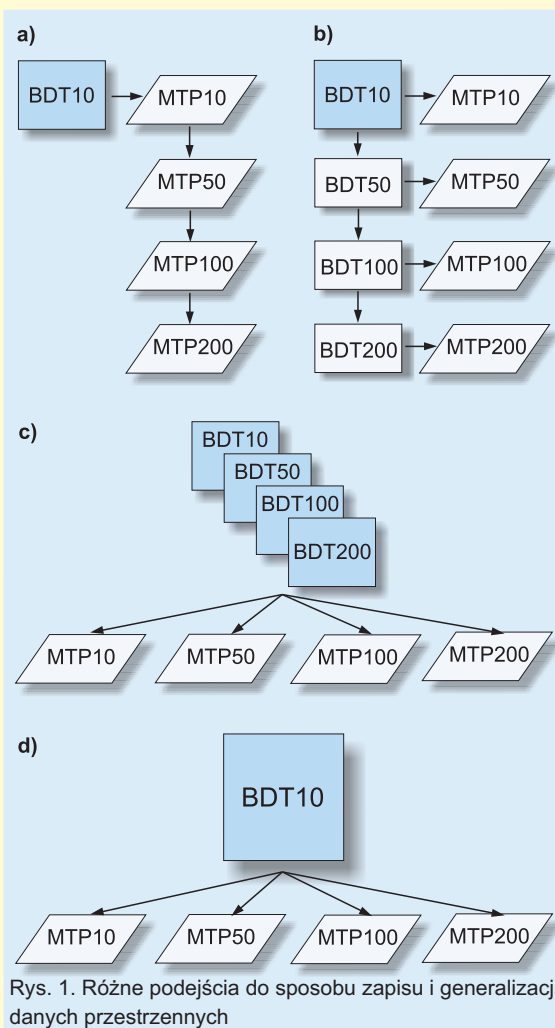 a)
BDT10
MTP10
MTP50
MTP100
MTP200
b)
BDT10
MTP10
BDT50
MTP50
BDT100
MTP100
BDT200
MTP200
c)
BDT10
BDT50
BDT100
BDT200
MTP10
MTP50
MTP100
MTP200
d)
BDT10
MTP10
MTP50
MTP100
MTP200
Rys. 1. Różne podejścia do sposobu zapisu i generalizacj
danych przestrzennych